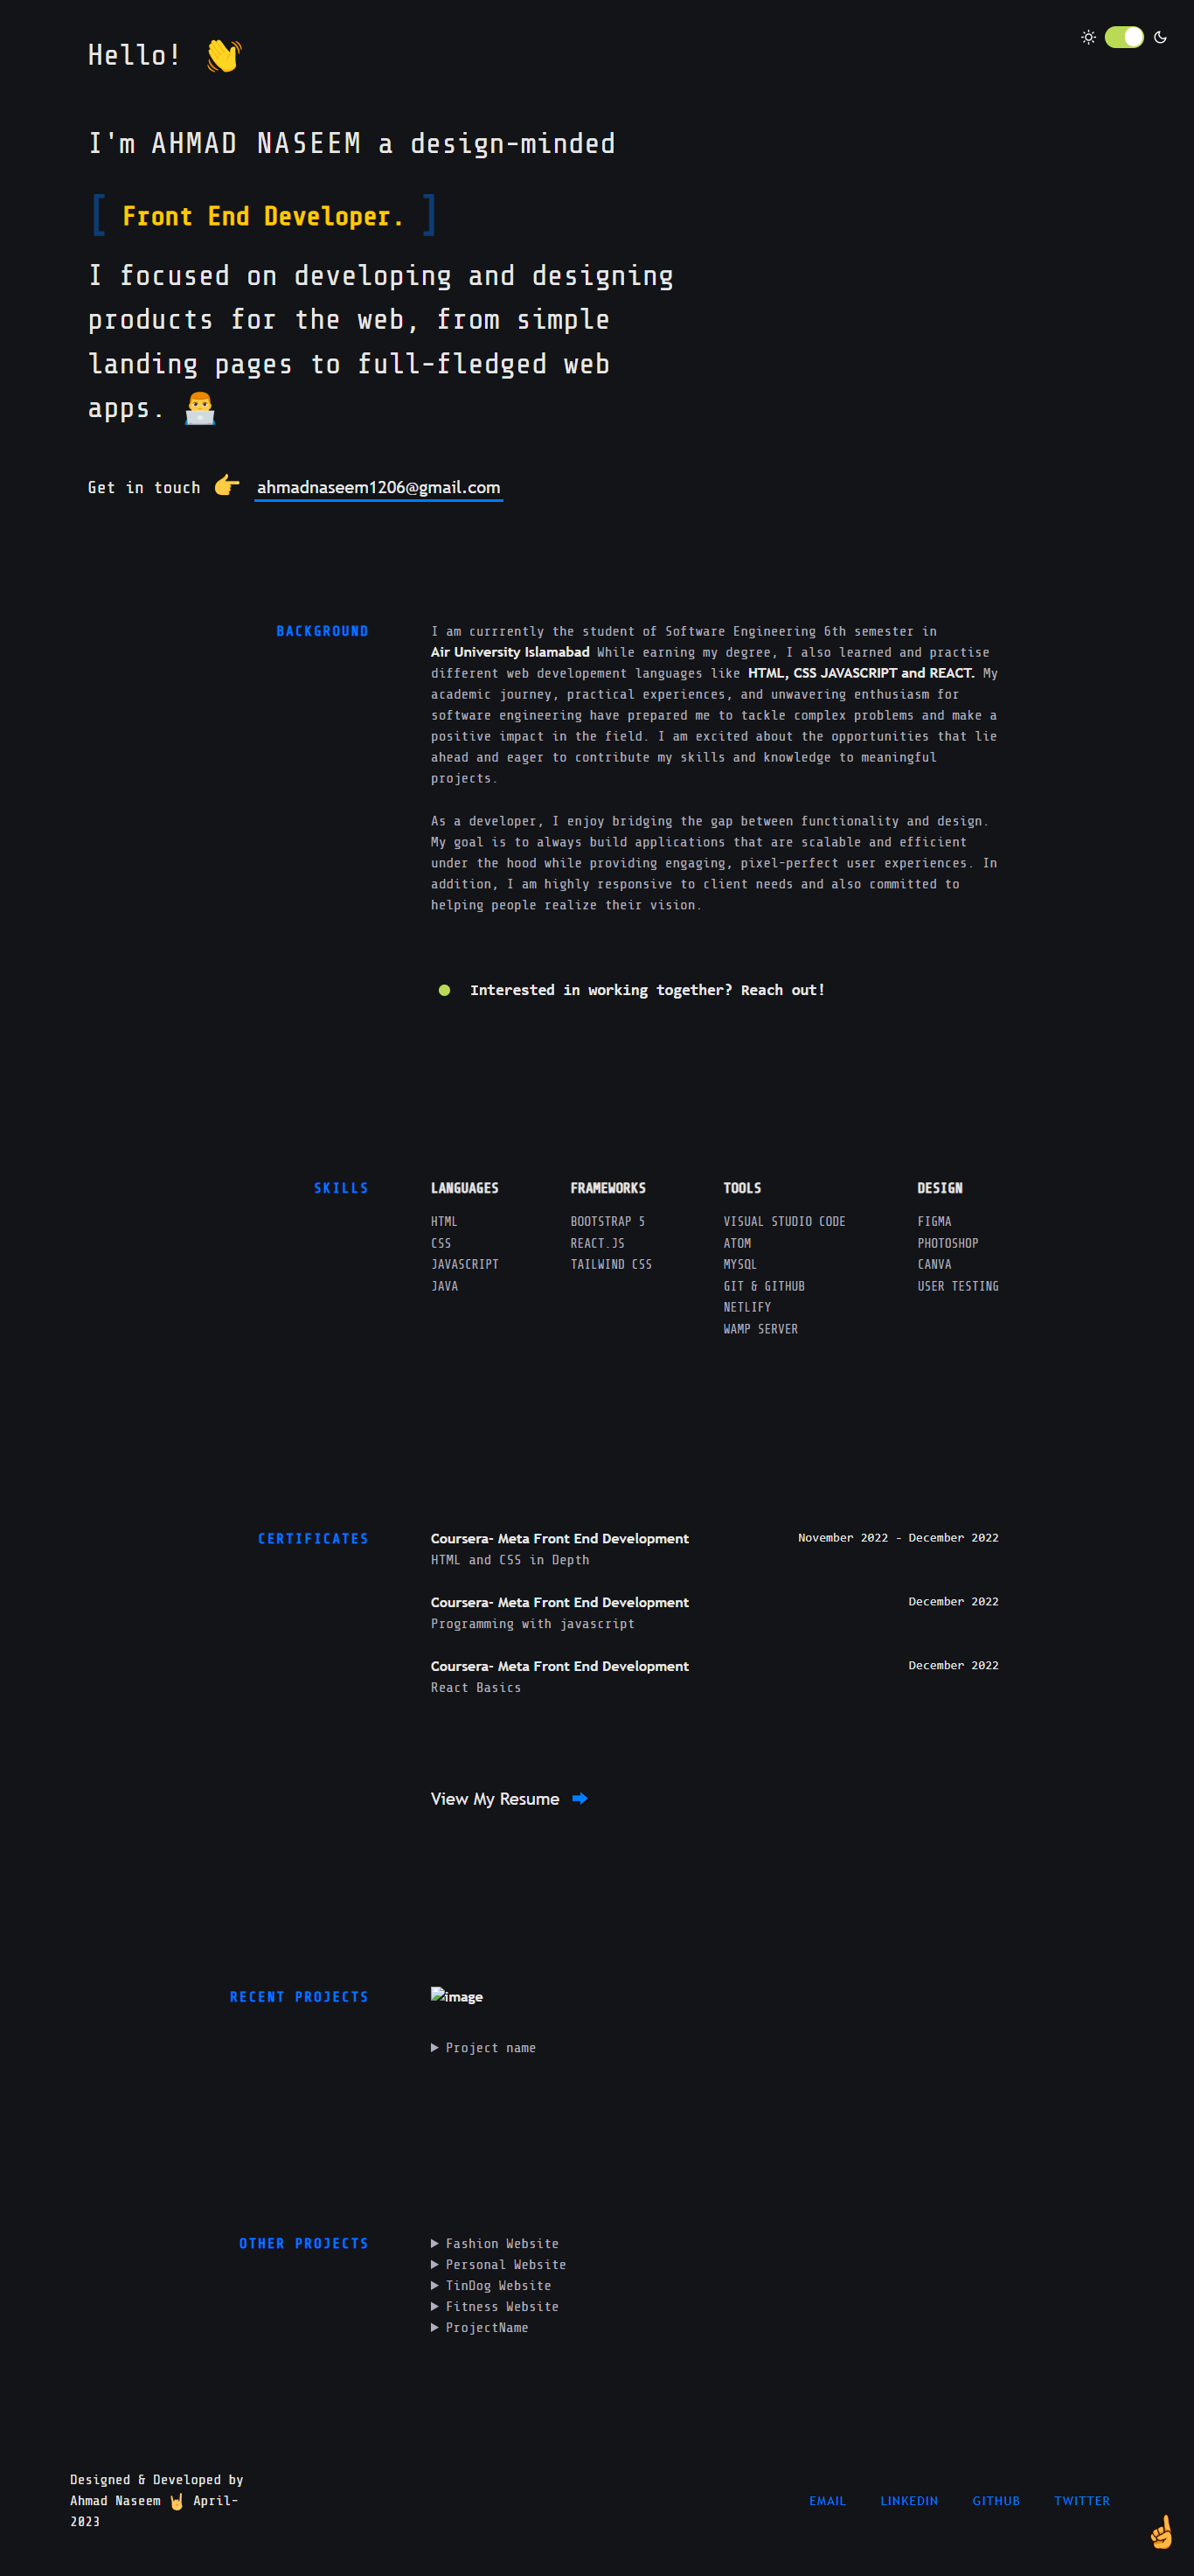 Hello! 👋
I'm AHMAD NASEEM a design-minded
[ Front End Developer. ]
I focused on developing and designing
products for the web, from simple
landing pages to full-fledged web
apps. 👨‍💻
Get in touch 👉 ahmadnaseem1206@gmail.com
BACKGROUND
I am currrently the student of Software Engineering 6th semester in
Air University Islamabad While earning my degree, I also learned and practise
different web developement languages like HTML, CSS JAVASCRIPT and REACT. My
academic journey, practical experiences, and unwavering enthusiasm for
software engineering have prepared me to tackle complex problems and make a
positive impact in the field. I am excited about the opportunities that lie
ahead and eager to contribute my skills and knowledge to meaningful
projects.
As a developer, I enjoy bridging the gap between functionality and design.
My goal is to always build applications that are scalable and efficient
under the hood while providing engaging, pixel-perfect user experiences. In
addition, I am highly responsive to client needs and also committed to
helping people realize their vision.
Interested in working together? Reach out!
SKILLS
LANGUAGES
HTML
CSS
JAVASCRIPT
JAVA
FRAMEWORKS
BOOTSTRAP 5
REACT.JS
TAILWIND CSS
TOOLS
VISUAL STUDIO CODE
ATOM
MYSQL
GIT & GITHUB
NETLIFY
WAMP SERVER
DESIGN
FIGMA
PHOTOSHOP
CANVA
USER TESTING
CERTIFICATES
Coursera- Meta Front End Development November 2022 - December 2022
HTML and CSS in Depth
Coursera- Meta Front End Development December 2022
Programming with javascript
Coursera- Meta Front End Development December 2022
React Basics
View My Resume
RECENT PROJECTS
image
Project name
OTHER PROJECTS
Fashion Website
Personal Website
TinDog Website
Fitness Website
ProjectName
Designed & Developed by
Ahmad Naseem 🤘 April-
2023
EMAIL LINKEDIN GITHUB TWITTER